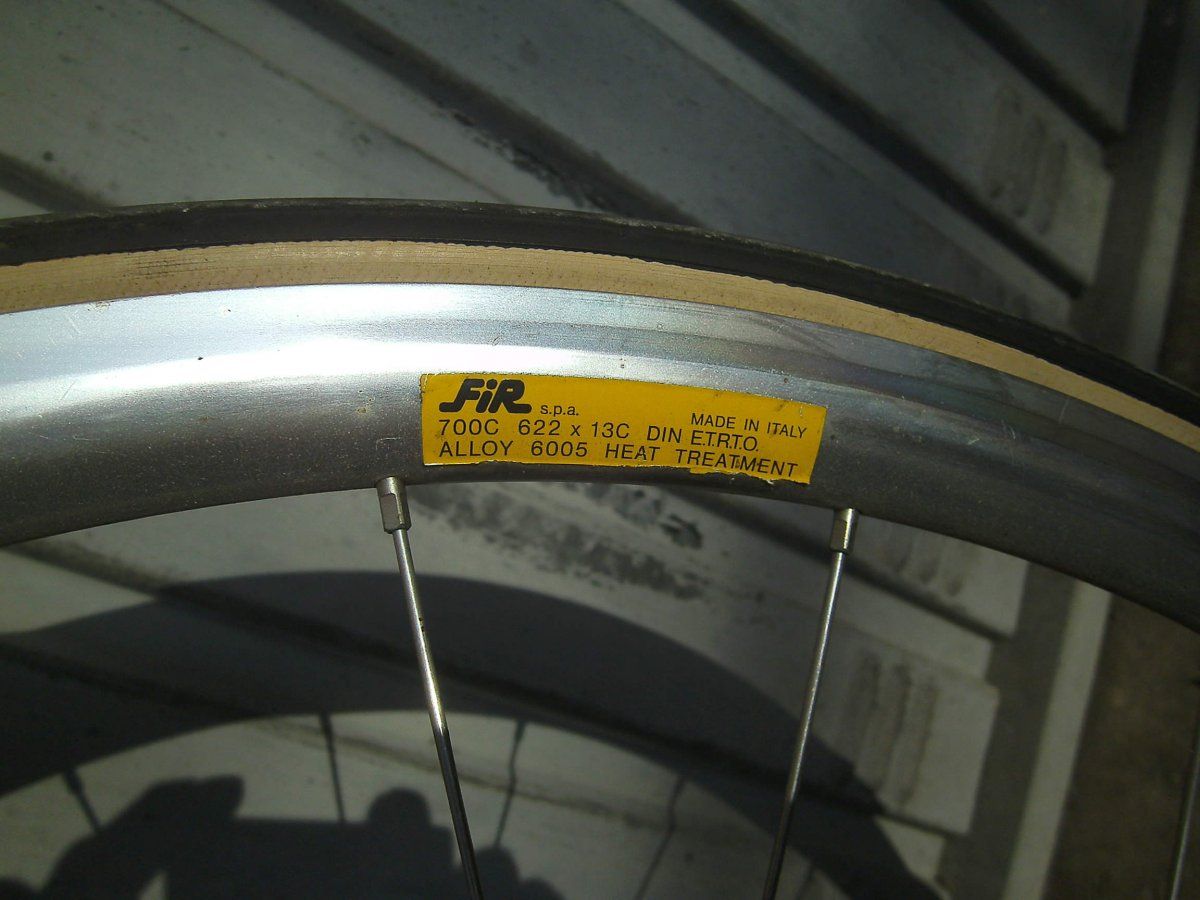 FiR s.p.a. MADE IN ITALY
700C 622 x 13C DIN E.T.R.T.O.
ALLOY 6005 HEAT TREATMENT